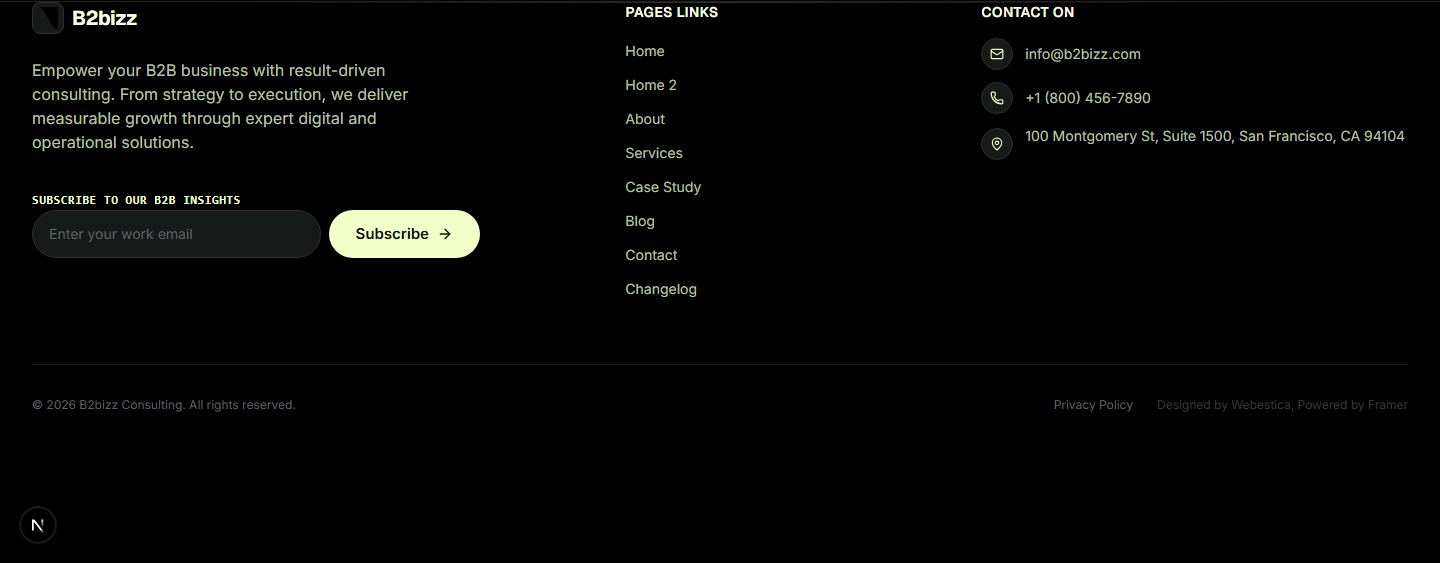 B2bizz
Empower your B2B business with result-driven
consulting. From strategy to execution, we deliver
measurable growth through expert digital and
operational solutions.
SUBSCRIBE TO OUR B2B INSIGHTS
Enter your work email
Subscribe →
PAGES LINKS
Home
Home 2
About
Services
Case Study
Blog
Contact
Changelog
CONTACT ON
info@b2bizz.com
+1 (800) 456-7890
100 Montgomery St, Suite 1500, San Francisco, CA 94104
© 2026 B2bizz Consulting. All rights reserved.
Privacy Policy
Designed by Webestica, Powered by Framer
N